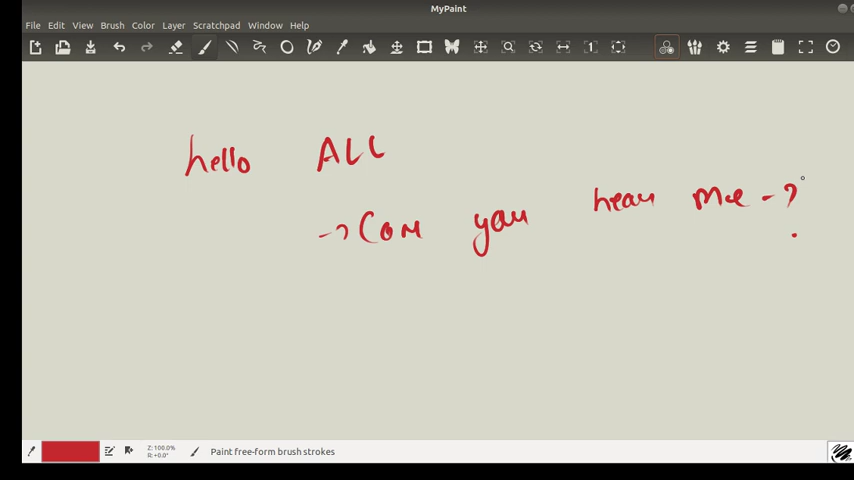 MyPaint
File Edit View Brush Color Layer Scratchpad Window Help
hello ALL
→ Can you hear Me - ?
Z: 100.0%
R: +0.0°
Paint free-form brush strokes